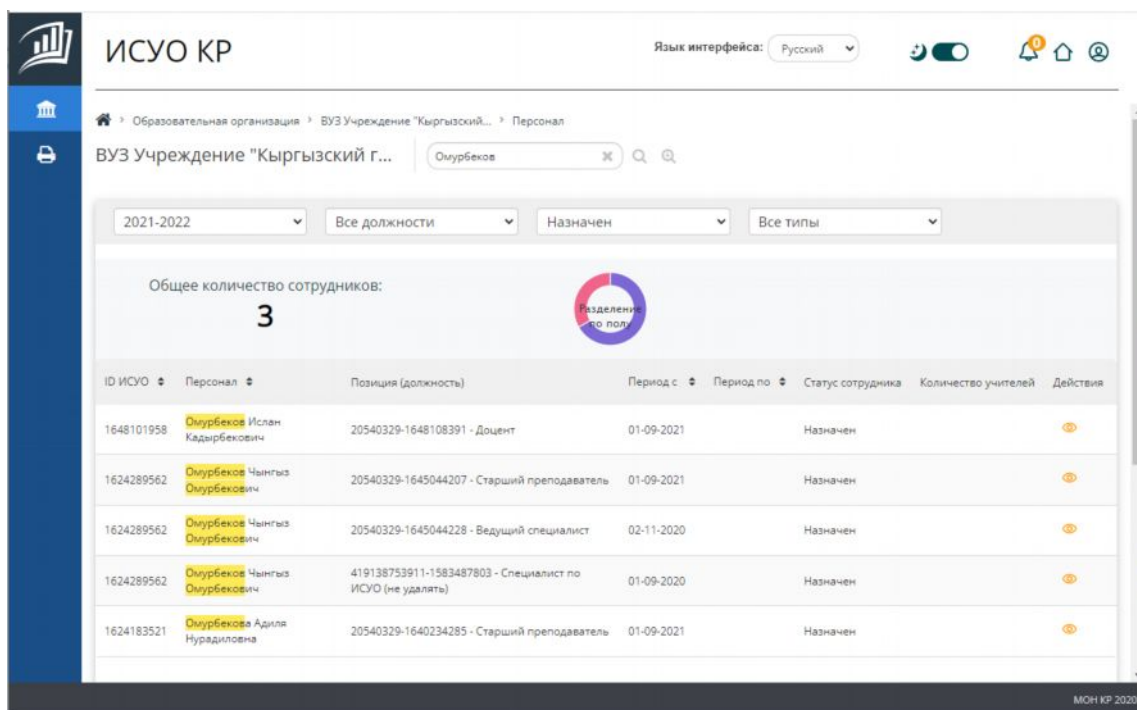 ИСУО КР
Язык интерфейса: Русский
0
Образовательная организация > ВУЗ Учреждение "Кыргызский... > Персонал
ВУЗ Учреждение "Кыргызский г...
Омурбеков
2021-2022
Все должности
Назначен
Все типы
Общее количество сотрудников:
3
Разделение
по полу
ID ИСУО Персонал Позиция (должность) Период с Период по Статус сотрудника Количество учителей Действия
1648101958 Омурбеков Ислан Кадырбекович 20540329-1648108391 - Доцент 01-09-2021 Назначен
1624289562 Омурбеков Чынгыз Омурбекович 20540329-1645044207 - Старший преподаватель 01-09-2021 Назначен
1624289562 Омурбеков Чынгыз Омурбекович 20540329-1645044228 - Ведущий специалист 02-11-2020 Назначен
1624289562 Омурбеков Чынгыз Омурбекович 419138753911-1583487803 - Специалист по ИСУО (не удалять) 01-09-2020 Назначен
1624183521 Омурбекова Адиля Нурадиловна 20540329-1640234285 - Старший преподаватель 01-09-2021 Назначен
МОН КР 2020